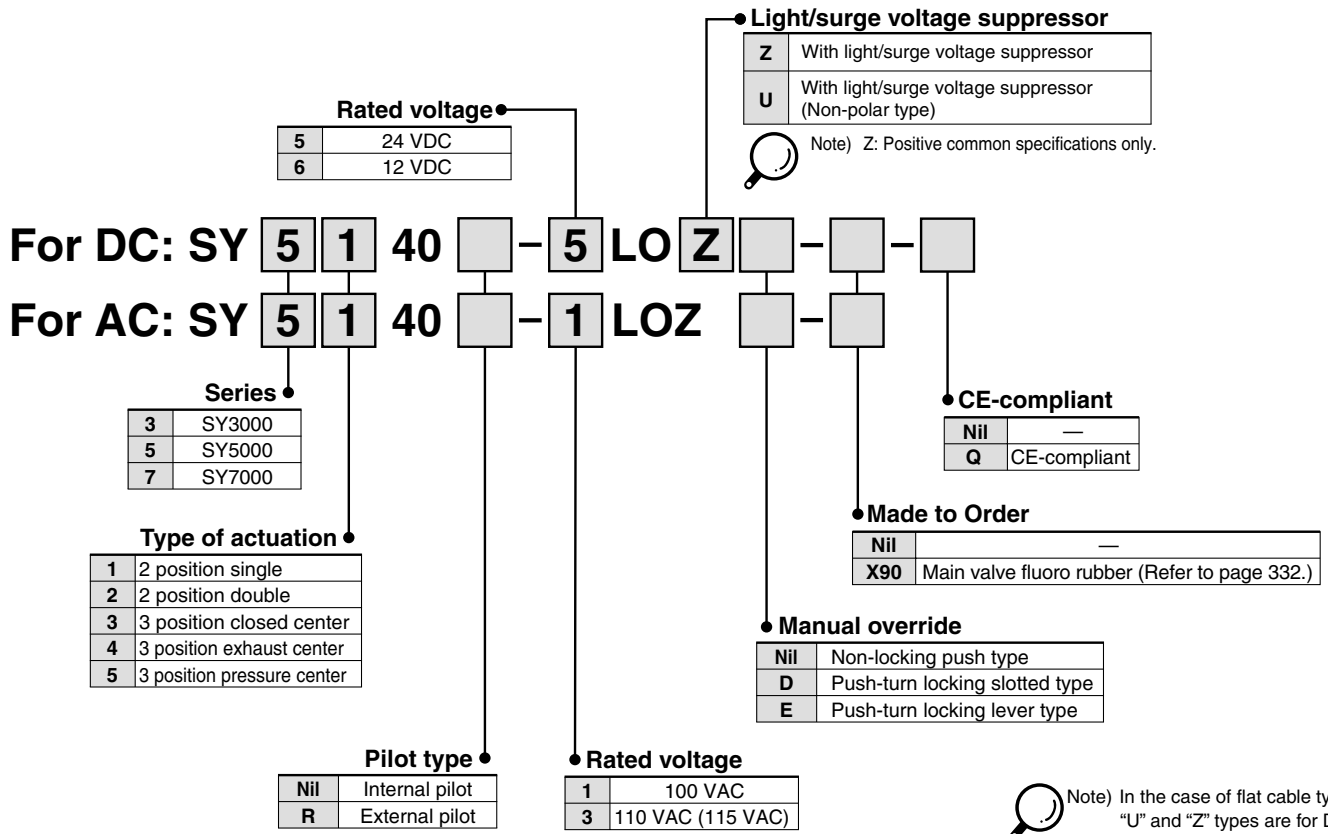 Light/surge voltage suppressor
Z With light/surge voltage suppressor
U With light/surge voltage suppressor
(Non-polar type)
Note) Z: Positive common specifications only.
Rated voltage
5 24 VDC
6 12 VDC
For DC: SY 5 1 40 – 5 LO Z – –
For AC: SY 5 1 40 – 1 LOZ –
Series
3 SY3000
5 SY5000
7 SY7000
CE-compliant
Nil —
Q CE-compliant
Type of actuation
1 2 position single
2 2 position double
3 3 position closed center
4 3 position exhaust center
5 3 position pressure center
Made to Order
Nil —
X90 Main valve fluoro rubber (Refer to page 332.)
Manual override
Nil Non-locking push type
D Push-turn locking slotted type
E Push-turn locking lever type
Pilot type
Nil Internal pilot
R External pilot
Rated voltage
1 100 VAC
3 110 VAC (115 VAC)
Note) In the case of flat cable ty
“U” and “Z” types are for D